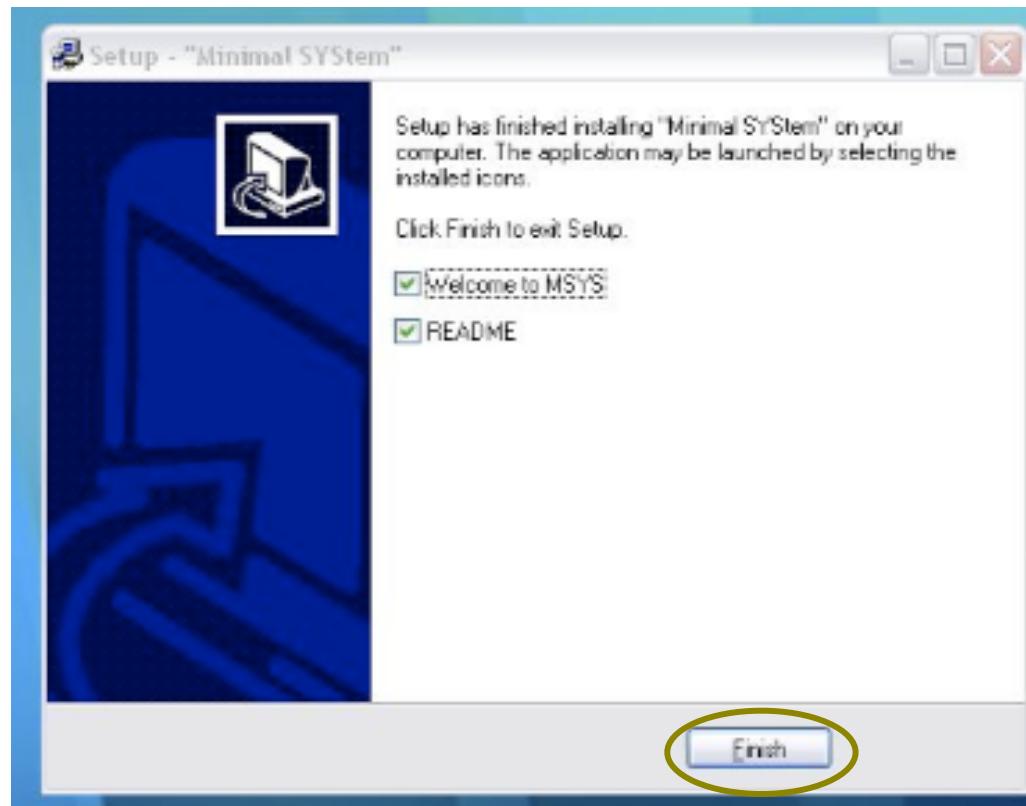 Setup - "Minimal SYStem"
Setup has finished installing "Minimal SYStem" on your
computer. The application may be launched by selecting the
installed icons.
Click Finish to exit Setup.
Welcome to MSYS
README
Finish